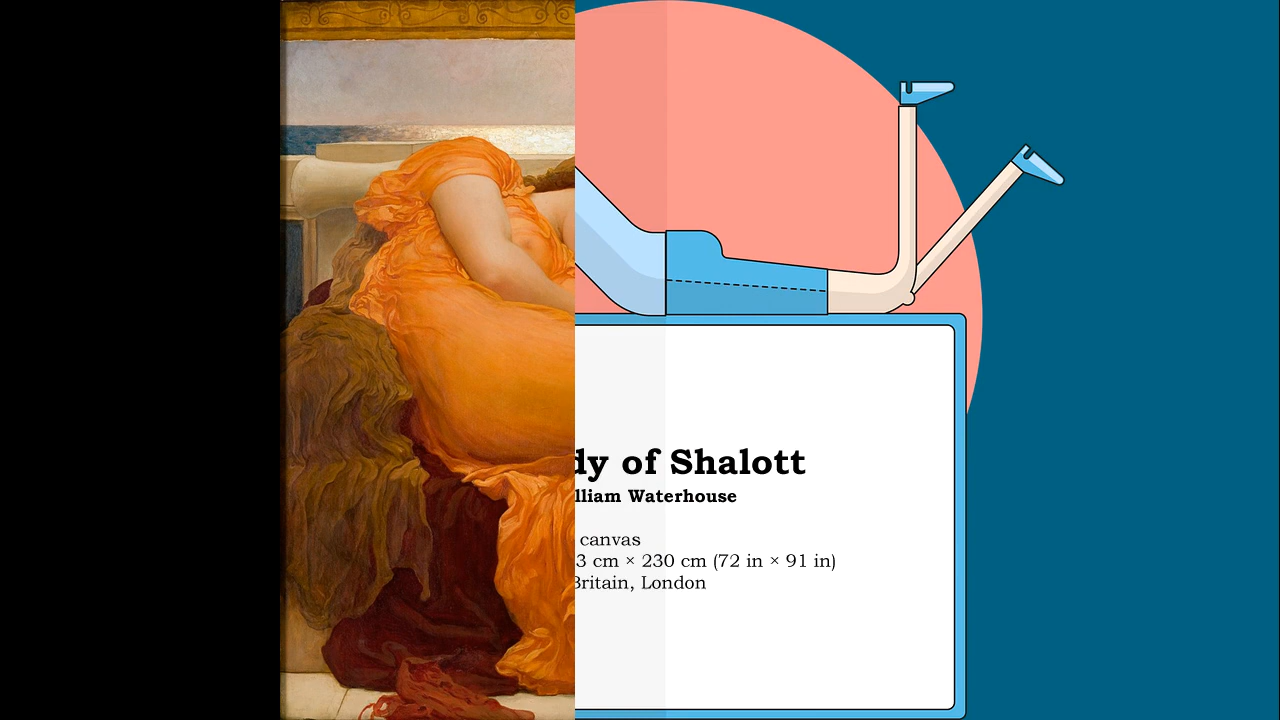 dy of Shalott
lliam Waterhouse
canvas
3 cm × 230 cm (72 in × 91 in)
Britain, London